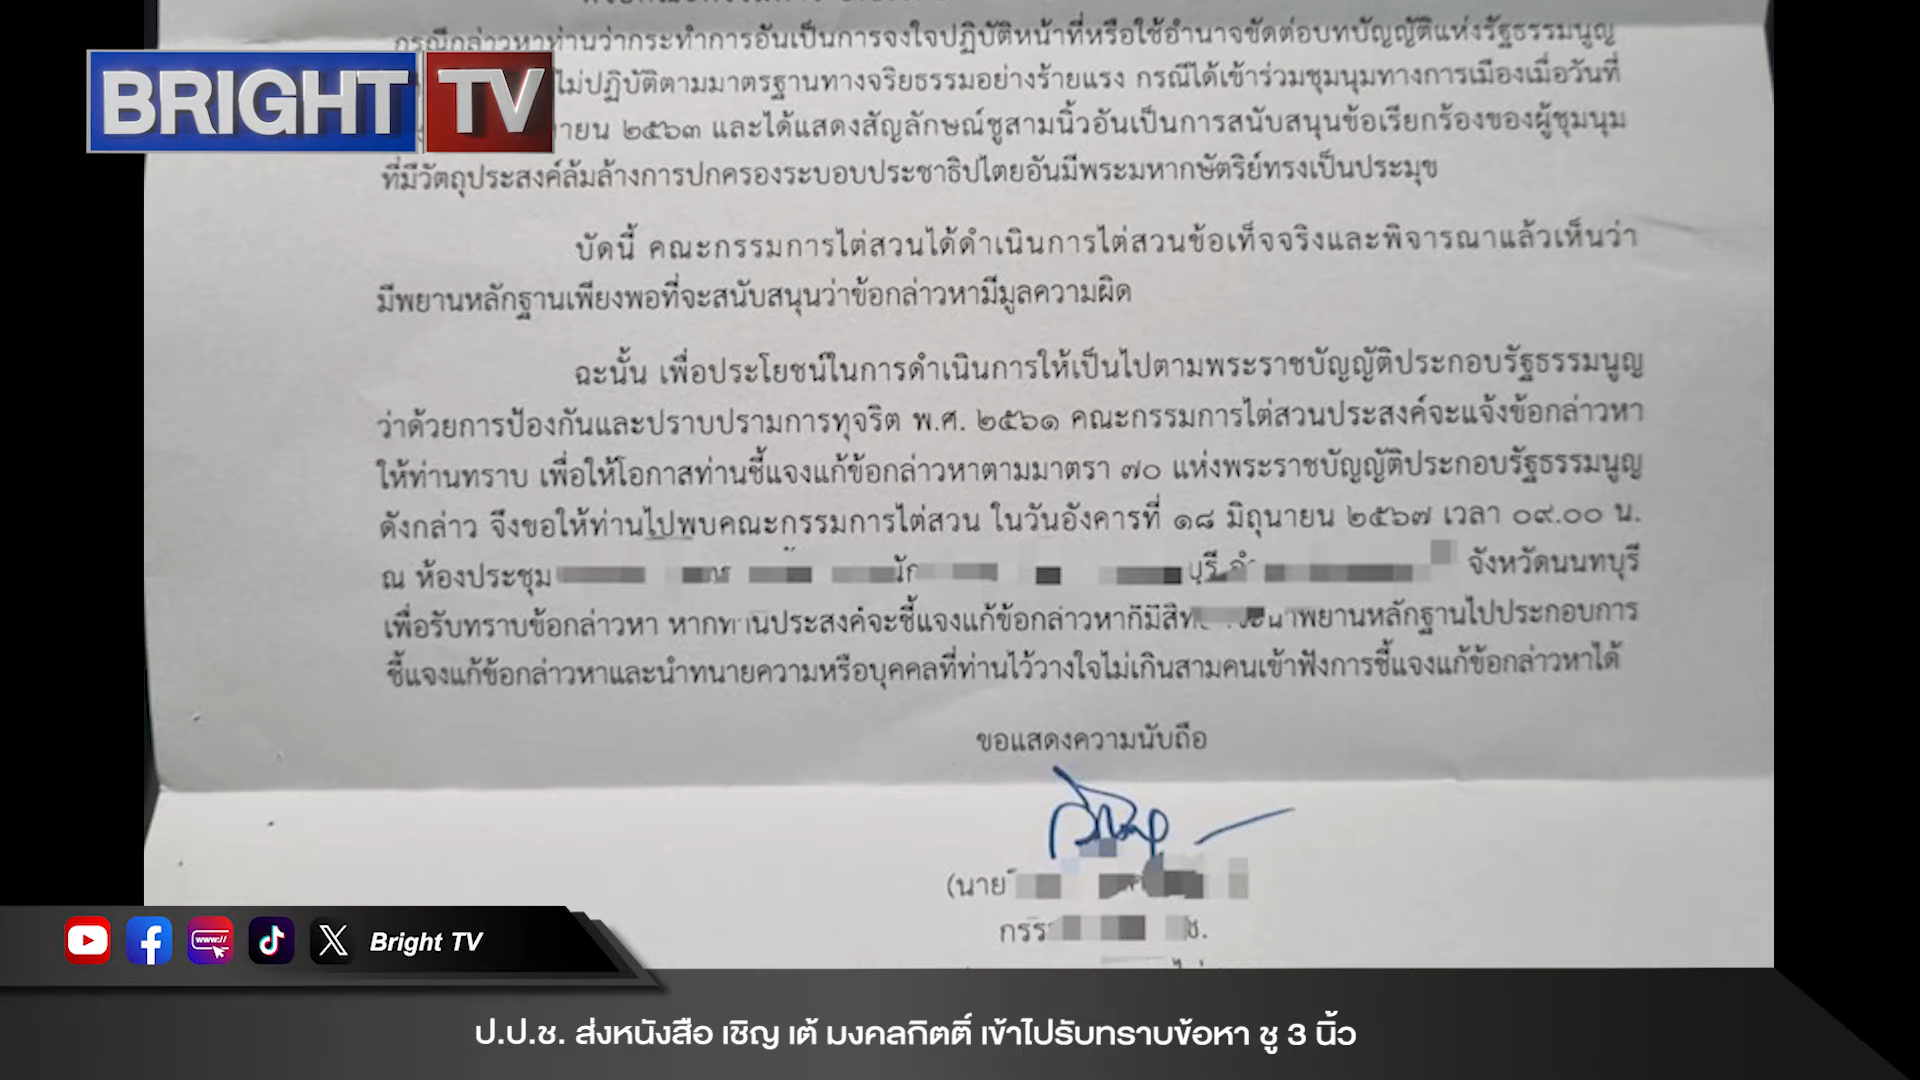 กรณีกล่าวหาท่านว่ากระทำการอันเป็นการจงใจปฏิบัติหน้าที่หรือใช้อำนาจขัดต่อบทบัญญัติแห่งรัฐธรรมนูญ
BRIGHT TV
ไม่ปฏิบัติตามมาตรฐานทางจริยธรรมอย่างร้ายแรง กรณีได้เข้าร่วมชุมนุมทางการเมืองเมื่อวันที่
ายน ๒๕๖๓ และได้แสดงสัญลักษณ์ชูสามนิ้วอันเป็นการสนับสนุนข้อเรียกร้องของผู้ชุมนุม
ที่มีวัตถุประสงค์ล้มล้างการปกครองระบอบประชาธิปไตยอันมีพระมหากษัตริย์ทรงเป็นประมุข
บัดนี้ คณะกรรมการไต่สวนได้ดำเนินการไต่สวนข้อเท็จจริงและพิจารณาแล้วเห็นว่า
มีพยานหลักฐานเพียงพอที่จะสนับสนุนว่าข้อกล่าวหามีมูลความผิด
ฉะนั้น เพื่อประโยชน์ในการดำเนินการให้เป็นไปตามพระราชบัญญัติประกอบรัฐธรรมนูญ
ว่าด้วยการป้องกันและปราบปรามการทุจริต พ.ศ. ๒๕๖๑ คณะกรรมการไต่สวนประสงค์จะแจ้งข้อกล่าวหา
ให้ท่านทราบ เพื่อให้โอกาสท่านชี้แจงแก้ข้อกล่าวหาตามมาตรา ๗๐ แห่งพระราชบัญญัติประกอบรัฐธรรมนูญ
ดังกล่าว จึงขอให้ท่านไปพบคณะกรรมการไต่สวน ในวันอังคารที่ ๑๘ มิถุนายน ๒๕๖๗ เวลา ๐๙.๐๐ น.
ณ ห้องประชุม จังหวัดนนทบุรี
เพื่อรับทราบข้อกล่าวหา หากท่านประสงค์จะชี้แจงแก้ข้อกล่าวหาก็มีสิท พยานหลักฐานไปประกอบการ
ชี้แจงแก้ข้อกล่าวหาและนำทนายความหรือบุคคลที่ท่านไว้วางใจไม่เกินสามคนเข้าฟังการชี้แจงแก้ข้อกล่าวหาได้
ขอแสดงความนับถือ
(นาย
www://
Bright TV
ป.ป.ช. ส่งหนังสือ เชิญ เต้ มงคลกิตติ์ เข้าไปรับทราบข้อหา ชู 3 นิ้ว